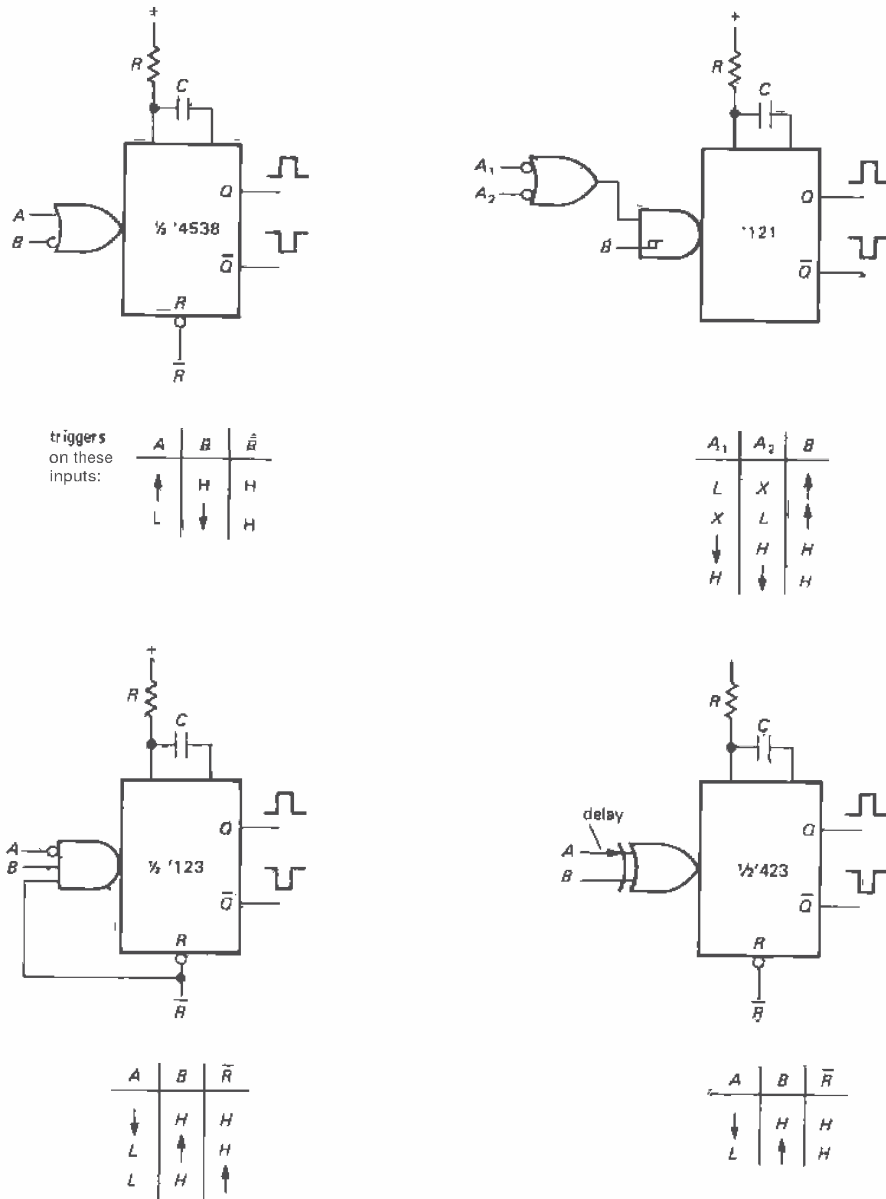 +
R
C
A
B
½ '4538
Q
Q̅
R
R̅
+
R
C
A₁
A₂
B
'121
Q
Q̅
triggers
on these
inputs:
A B R̅
↑ H H
L ↓ H
A₁ A₂ B
L X ↑
X L ↑
↓ H H
H ↓ H
+
R
C
A
B
½ '123
Q
Q̅
R
R̅
R
C
delay
A
B
½ '423
Q
Q̅
R
R̅
A B R̅
↓ H H
L ↑ H
L H ↑
A B R̅
↓ H H
L ↑ H